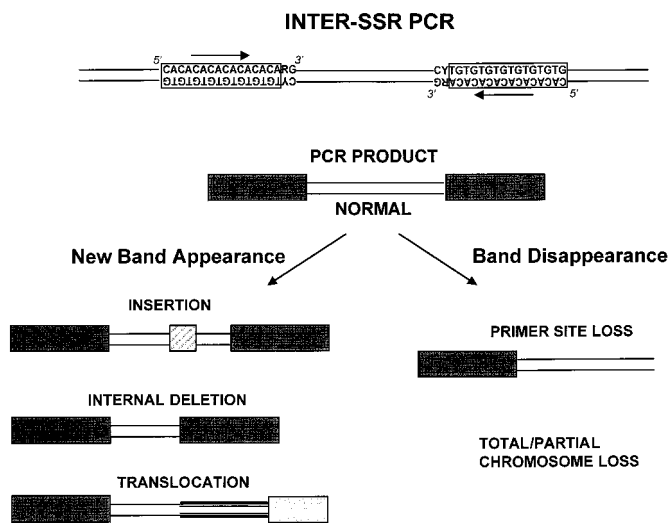 INTER-SSR PCR
5' 3'
CACACACACACACACARG CYTGTGTGTGTGTGTGTG
GTGTGTGTGTGTGTGTYC GRACACACACACACACAC
3' 5'
PCR PRODUCT
NORMAL
New Band Appearance Band Disappearance
INSERTION
PRIMER SITE LOSS
INTERNAL DELETION
TOTAL/PARTIAL
CHROMOSOME LOSS
TRANSLOCATION